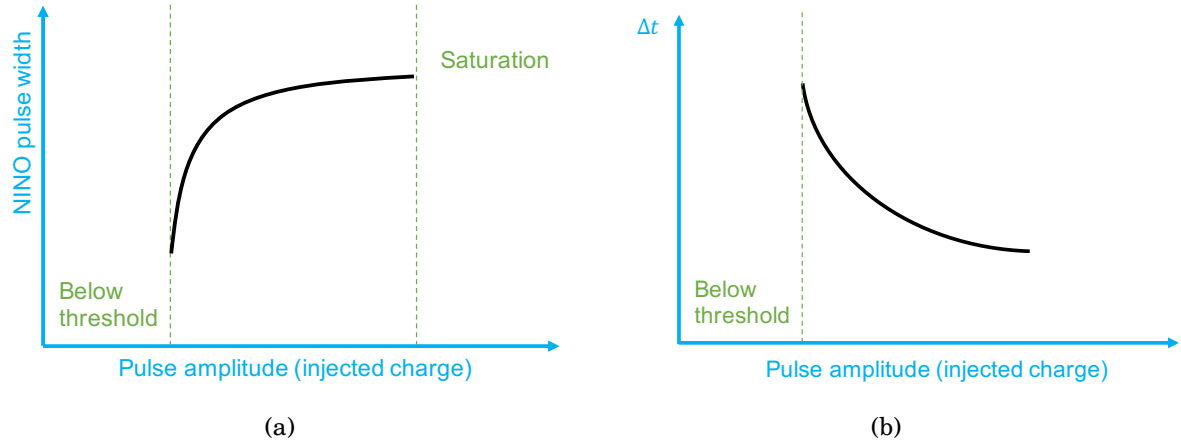 NINO pulse width
Saturation
Below
threshold
Pulse amplitude (injected charge)
(a)
Δt
Below
threshold
Pulse amplitude (injected charge)
(b)